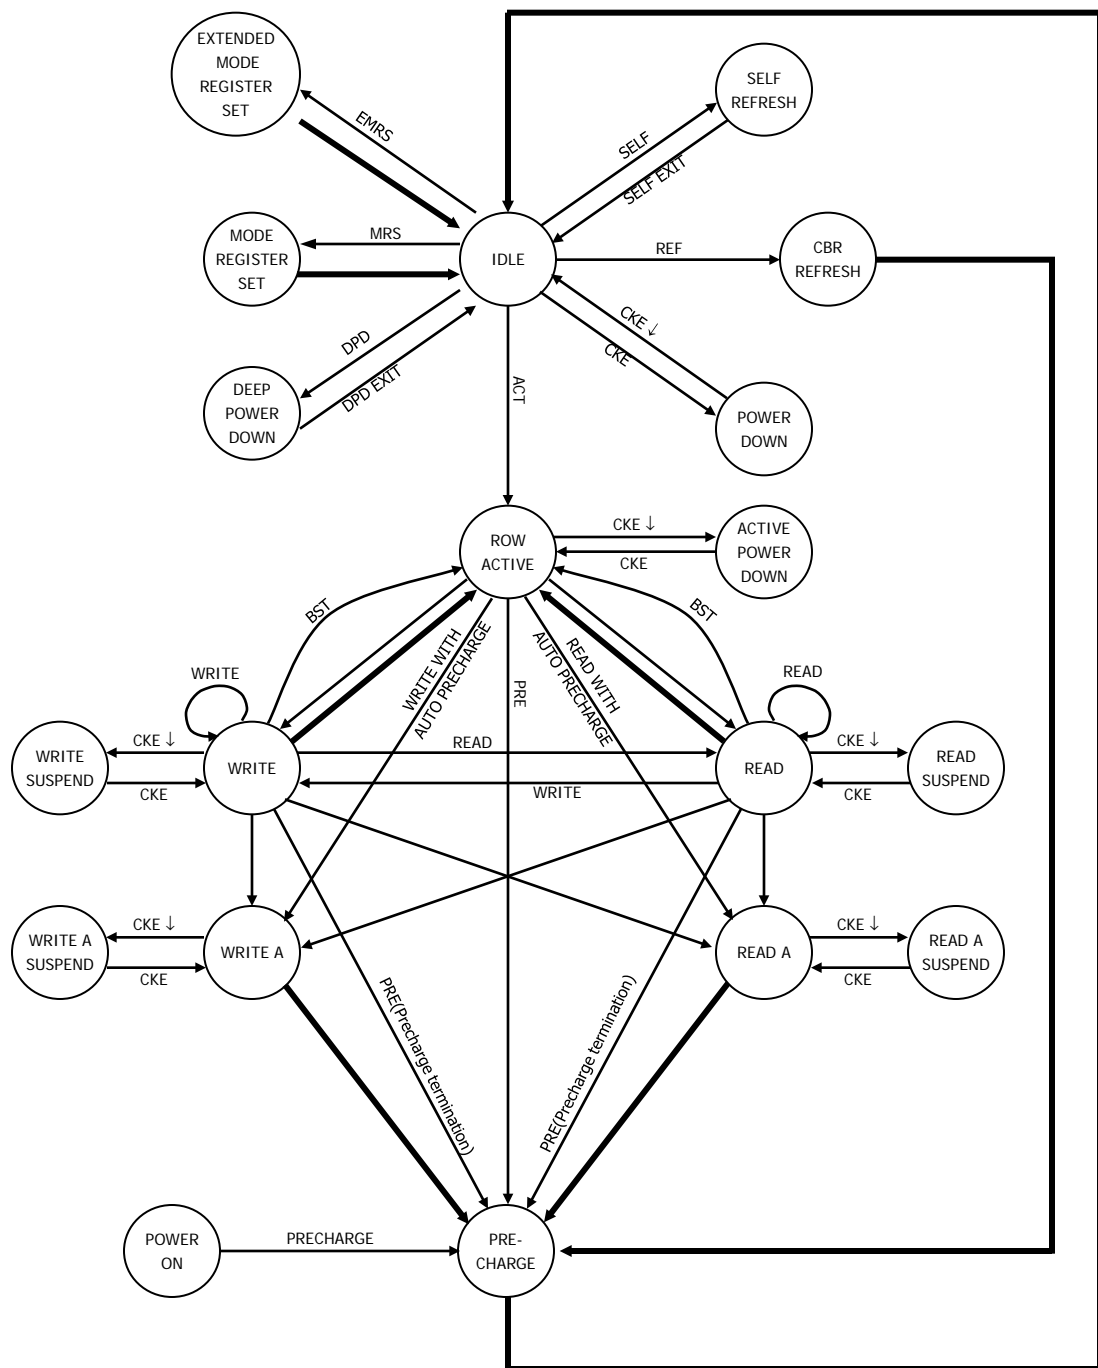 EXTENDED
MODE
REGISTER
SET
EMRS
SELF
REFRESH
SELF
SELF EXIT
MODE
REGISTER
SET
MRS
IDLE
REF
CBR
REFRESH
DPD
DPD EXIT
DEEP
POWER
DOWN
CKE ↓
CKE
POWER
DOWN
ACT
ROW
ACTIVE
CKE ↓
CKE
ACTIVE
POWER
DOWN
BST
BST
WRITE WITH
AUTO PRECHARGE
PRE
READ WITH
AUTO PRECHARGE
WRITE
READ
WRITE
SUSPEND
CKE ↓
CKE
WRITE
READ
WRITE
READ
CKE ↓
CKE
READ
SUSPEND
WRITE A
SUSPEND
CKE ↓
CKE
WRITE A
READ A
CKE ↓
CKE
READ A
SUSPEND
PRE(Precharge termination)
PRE(Precharge termination)
POWER
ON
PRECHARGE
PRE-
CHARGE